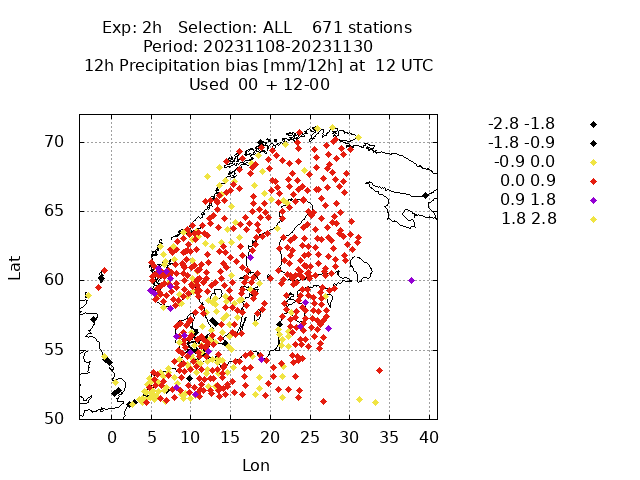 Exp: 2h   Selection: ALL    671 stations
Period: 20231108-20231130
12h Precipitation bias [mm/12h] at  12 UTC
Used  00 + 12-00
-2.8 -1.8
-1.8 -0.9
-0.9 0.0
0.0 0.9
0.9 1.8
1.8 2.8
70
65
60
55
50
Lat
0 5 10 15 20 25 30 35 40
Lon